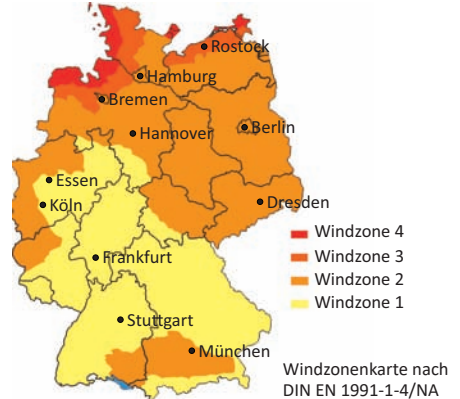 Rostock
Hamburg
Bremen
Hannover
Berlin
Essen
Köln
Dresden
Windzone 4
Windzone 3
Windzone 2
Windzone 1
Frankfurt
Stuttgart
München
Windzonenkarte nach
DIN EN 1991-1-4/NA